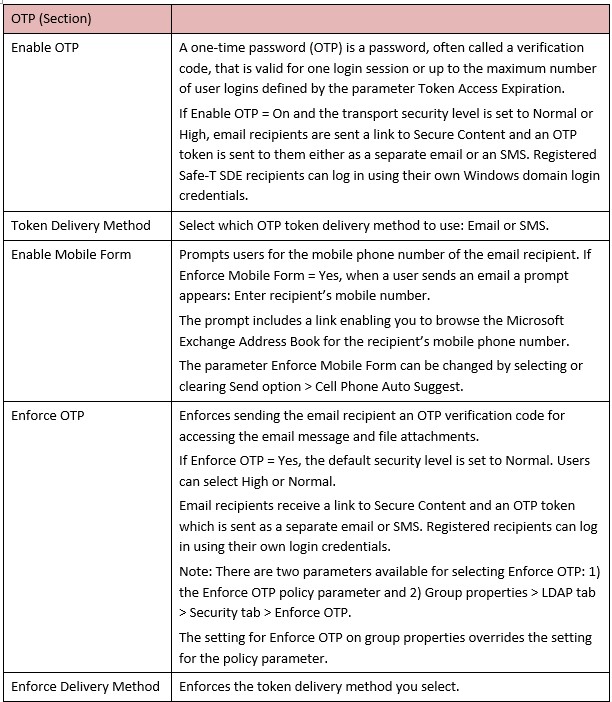 OTP (Section)
Enable OTP
A one-time password (OTP) is a password, often called a verification
code, that is valid for one login session or up to the maximum number
of user logins defined by the parameter Token Access Expiration.
If Enable OTP = On and the transport security level is set to Normal or
High, email recipients are sent a link to Secure Content and an OTP
token is sent to them either as a separate email or an SMS. Registered
Safe-T SDE recipients can log in using their own Windows domain login
credentials.
Token Delivery Method
Select which OTP token delivery method to use: Email or SMS.
Enable Mobile Form
Prompts users for the mobile phone number of the email recipient. If
Enforce Mobile Form = Yes, when a user sends an email a prompt
appears: Enter recipient’s mobile number.
The prompt includes a link enabling you to browse the Microsoft
Exchange Address Book for the recipient’s mobile phone number.
The parameter Enforce Mobile Form can be changed by selecting or
clearing Send option > Cell Phone Auto Suggest.
Enforce OTP
Enforces sending the email recipient an OTP verification code for
accessing the email message and file attachments.
If Enforce OTP = Yes, the default security level is set to Normal. Users
can select High or Normal.
Email recipients receive a link to Secure Content and an OTP token
which is sent as a separate email or SMS. Registered recipients can log
in using their own login credentials.
Note: There are two parameters available for selecting Enforce OTP: 1)
the Enforce OTP policy parameter and 2) Group properties > LDAP tab
> Security tab > Enforce OTP.
The setting for Enforce OTP on group properties overrides the setting
for the policy parameter.
Enforce Delivery Method
Enforces the token delivery method you select.